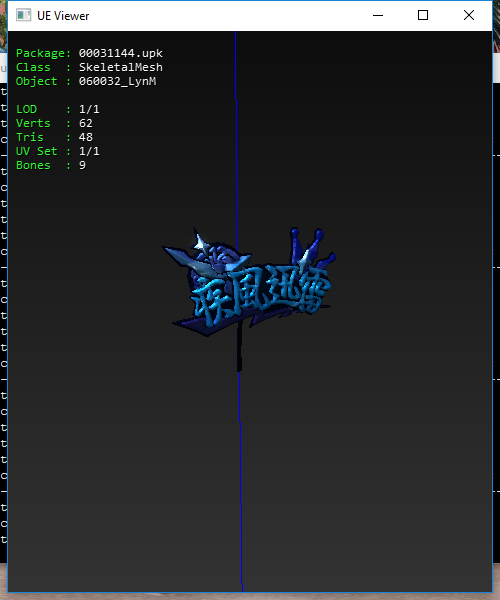 UE Viewer
Package: 00031144.upk
Class : SkeletalMesh
Object : 060032_LynM
LOD : 1/1
Verts : 62
Tris : 48
UV Set : 1/1
Bones : 9
疾風迅雷